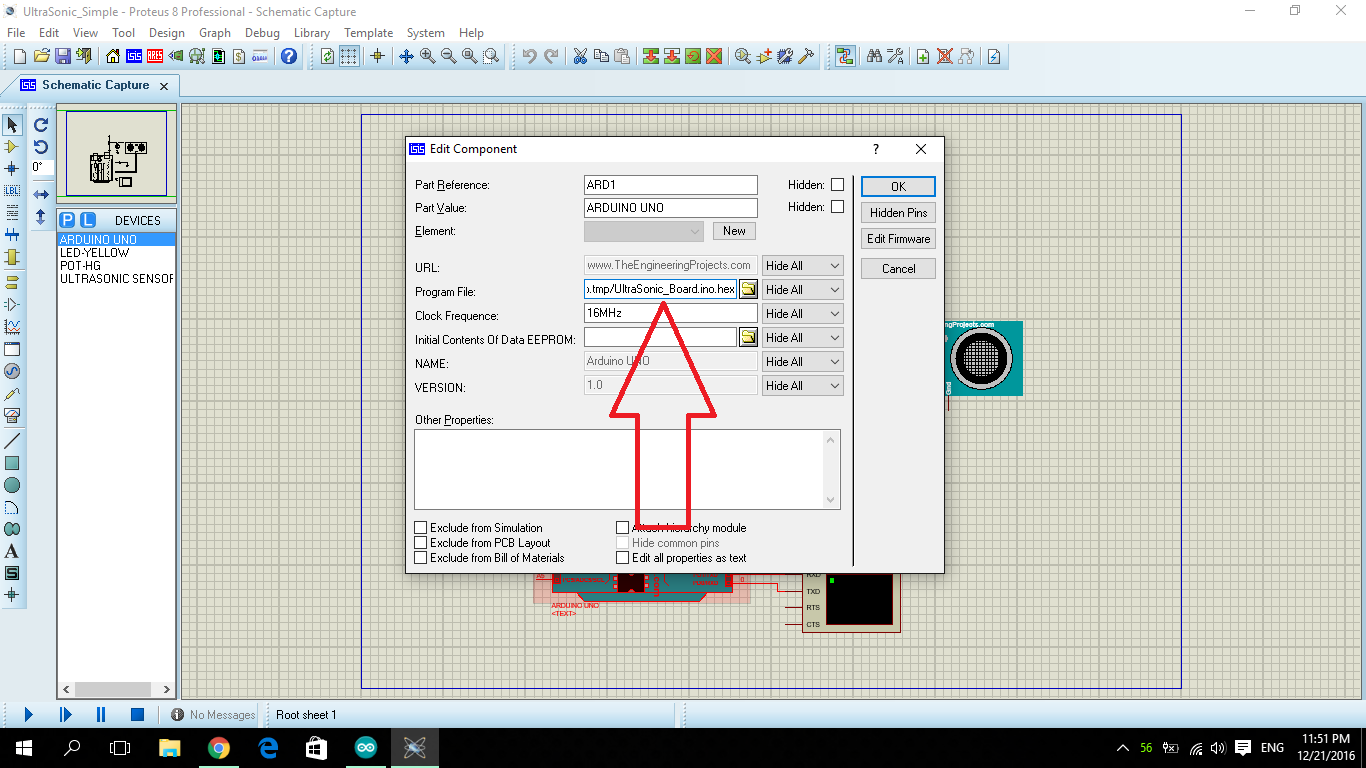 UltraSonic_Simple - Proteus 8 Professional - Schematic Capture
File Edit View Tool Design Graph Debug Library Template System Help
Schematic Capture
0°
LBL
P L DEVICES
ARDUINO UNO
LED-YELLOW
POT-HG
ULTRASONIC SENSOR
A
S
Edit Component
Part Reference: ARD1 Hidden:
Part Value: ARDUINO UNO Hidden:
Element: New
URL: www.TheEngineeringProjects.com Hide All
Program File: .tmp/UltraSonic_Board.ino.hex Hide All
Clock Frequency: 16MHz Hide All
Initial Contents Of Data EEPROM: Hide All
NAME: Arduino UNO Hide All
VERSION: 1.0 Hide All
Other Properties:
Exclude from Simulation Attach hierarchy module
Exclude from PCB Layout Hide common pins
Exclude from Bill of Materials Edit all properties as text
OK
Hidden Pins
Edit Firmware
Cancel
ngProjects.com
Gnd
ARDUINO UNO
<TEXT>
RXD
TXD
RTS
CTS
No Messages Root sheet 1
56 ENG 11:51 PM
12/21/2016